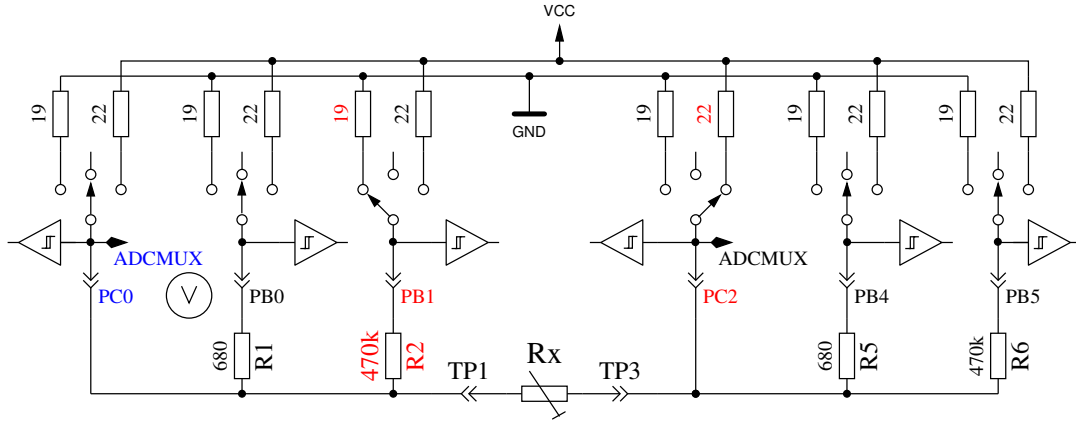 VCC
19
22
19
22
19
22
GND
19
22
19
22
19
22
ADCMUX
ADCMUX
PC0
V
PB0
PB1
PC2
PB4
PB5
680
R1
470k
R2
TP1
Rx
TP3
680
R5
470k
R6